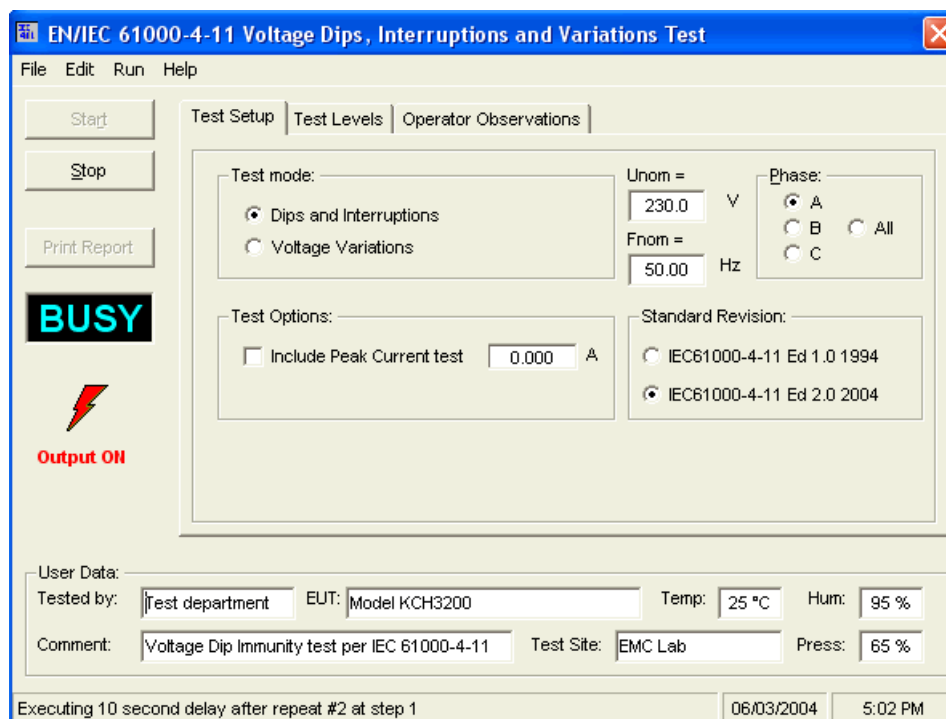 EN/IEC 61000-4-11 Voltage Dips, Interruptions and Variations Test
File Edit Run Help
Start
Stop
Print Report
BUSY
Output ON
Test Setup Test Levels Operator Observations
Test mode:
Dips and Interruptions
Voltage Variations
Unom =
230.0 V
Fnom =
50.00 Hz
Phase:
A
B All
C
Test Options:
Include Peak Current test 0.000 A
Standard Revision:
IEC61000-4-11 Ed 1.0 1994
IEC61000-4-11 Ed 2.0 2004
User Data:
Tested by: Test department EUT: Model KCH3200 Temp: 25 °C Hum: 95 %
Comment: Voltage Dip Immunity test per IEC 61000-4-11 Test Site: EMC Lab Press: 65 %
Executing 10 second delay after repeat #2 at step 1 06/03/2004 5:02 PM